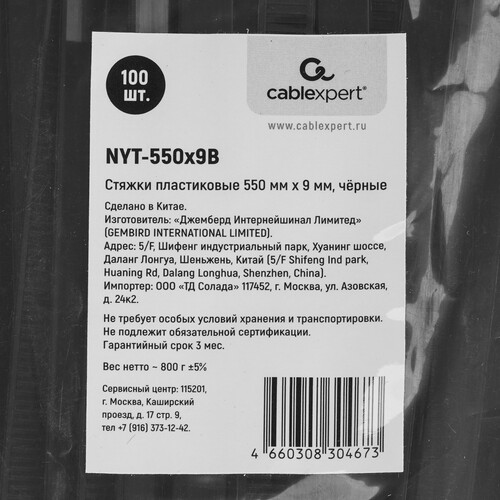 100
ШТ.
cablexpert®
www.cablexpert.ru
NYT-550x9B
Стяжки пластиковые 550 мм x 9 мм, чёрные
Сделано в Китае.
Изготовитель: «Джемберд Интернейшинал Лимитед»
(GEMBIRD INTERNATIONAL LIMITED).
Адрес: 5/F, Шифенг индустриальный парк, Хуанинг шоссе,
Даланг Лонгуа, Шеньжень, Китай (5/F Shifeng Ind park,
Huaning Rd, Dalang Longhua, Shenzhen, China).
Импортер: ООО «ТД Солада» 117452, г. Москва, ул. Азовская,
д. 24к2.
Не требует особых условий хранения и транспортировки.
Не подлежит обязательной сертификации.
Гарантийный срок 3 мес.
Вес нетто ~ 800 г ±5%
Сервисный центр: 115201,
г. Москва, Каширский
проезд, д. 17 стр. 9,
тел +7 (916) 373-12-42.
4 660308 304673